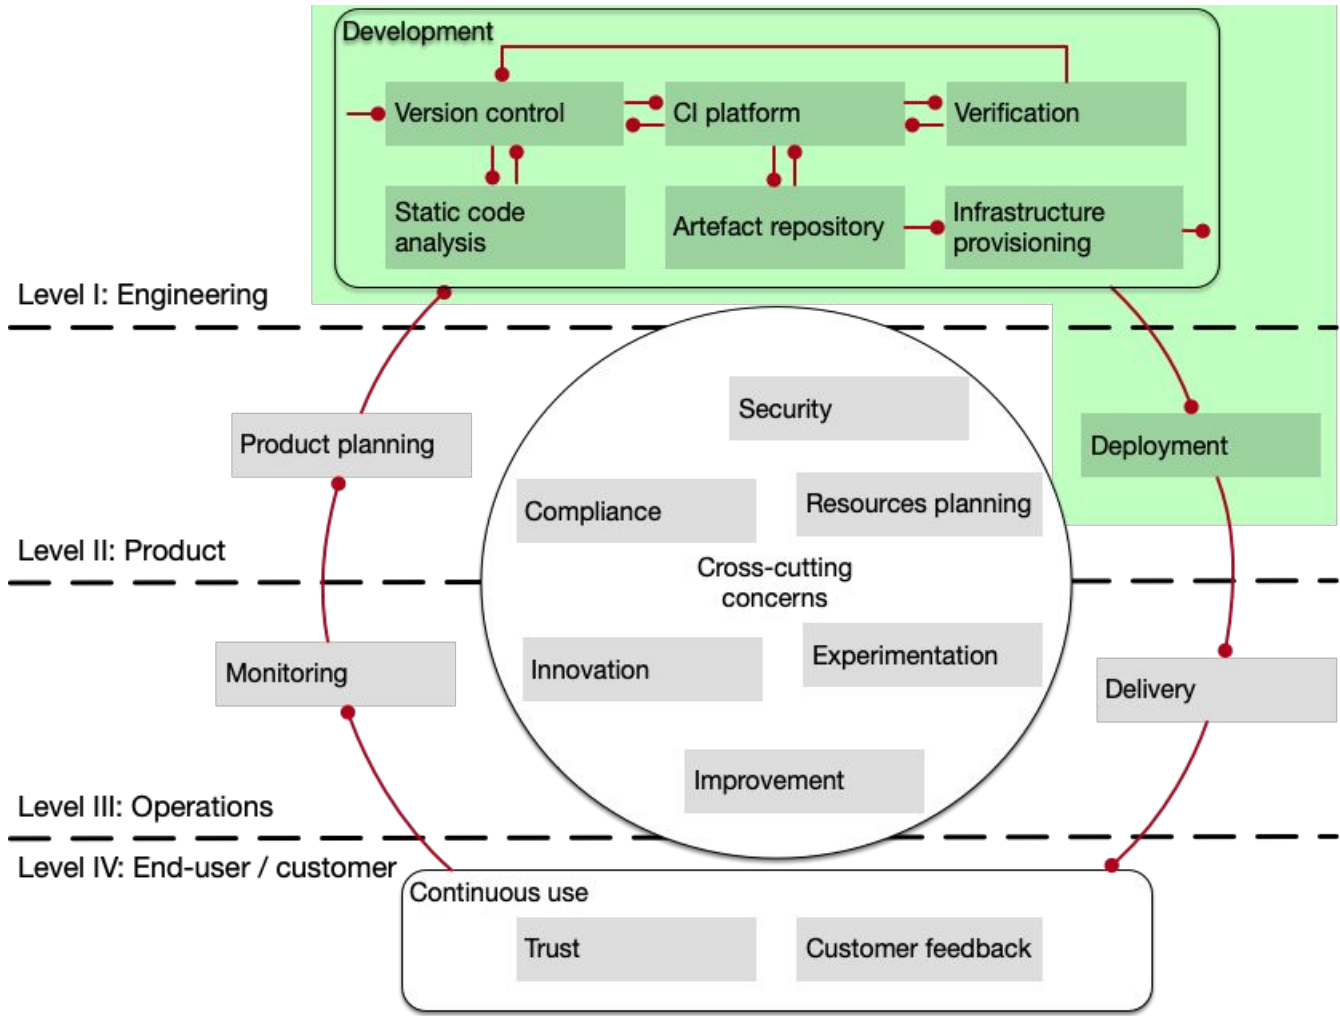 Development
Version control
CI platform
Verification
Static code
analysis
Artefact repository
Infrastructure
provisioning
Level I: Engineering
Security
Product planning
Deployment
Compliance
Resources planning
Level II: Product
Cross-cutting
concerns
Innovation
Experimentation
Monitoring
Delivery
Improvement
Level III: Operations
Level IV: End-user / customer
Continuous use
Trust
Customer feedback